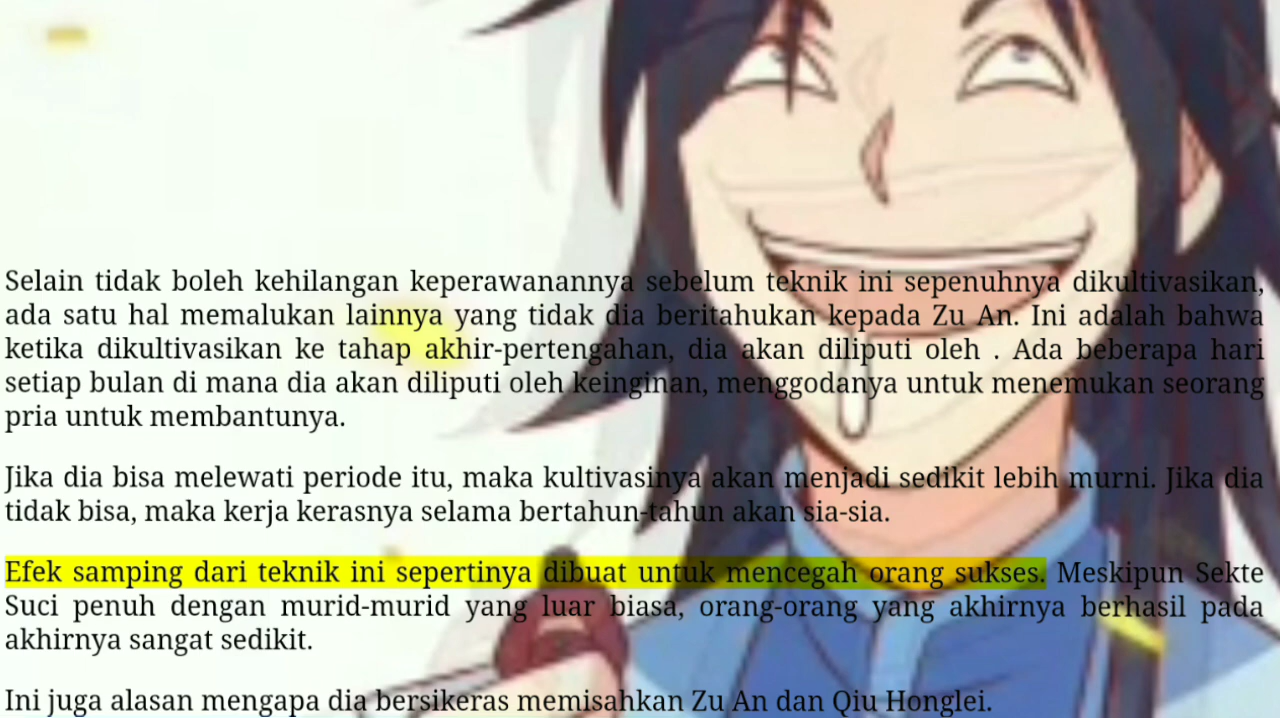 Selain tidak boleh kehilangan keperawanannya sebelum teknik ini sepenuhnya dikultivasikan,
ada satu hal memalukan lainnya yang tidak dia beritahukan kepada Zu An. Ini adalah bahwa
ketika dikultivasikan ke tahap akhir-pertengahan, dia akan diliputi oleh . Ada beberapa hari
setiap bulan di mana dia akan diliputi oleh keinginan, menggodanya untuk menemukan seorang
pria untuk membantunya.
Jika dia bisa melewati periode itu, maka kultivasinya akan menjadi sedikit lebih murni. Jika dia
tidak bisa, maka kerja kerasnya selama bertahun-tahun akan sia-sia.
Efek samping dari teknik ini sepertinya dibuat untuk mencegah orang sukses. Meskipun Sekte
Suci penuh dengan murid-murid yang luar biasa, orang-orang yang akhirnya berhasil pada
akhirnya sangat sedikit.
Ini juga alasan mengapa dia bersikeras memisahkan Zu An dan Qiu Honglei.